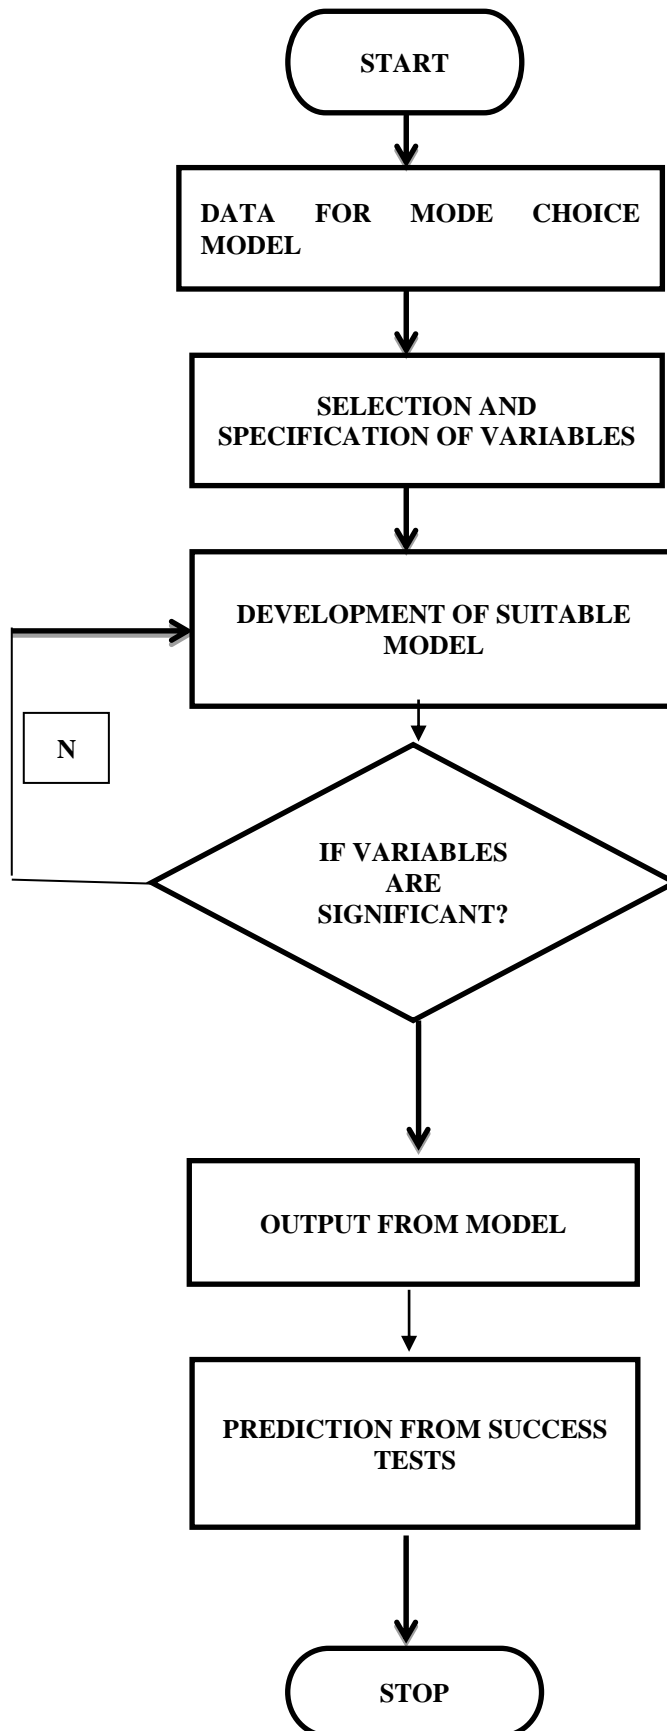 START
DATA FOR MODE CHOICE
MODEL
SELECTION AND
SPECIFICATION OF VARIABLES
DEVELOPMENT OF SUITABLE
MODEL
N
IF VARIABLES
ARE
SIGNIFICANT?
OUTPUT FROM MODEL
PREDICTION FROM SUCCESS
TESTS
STOP